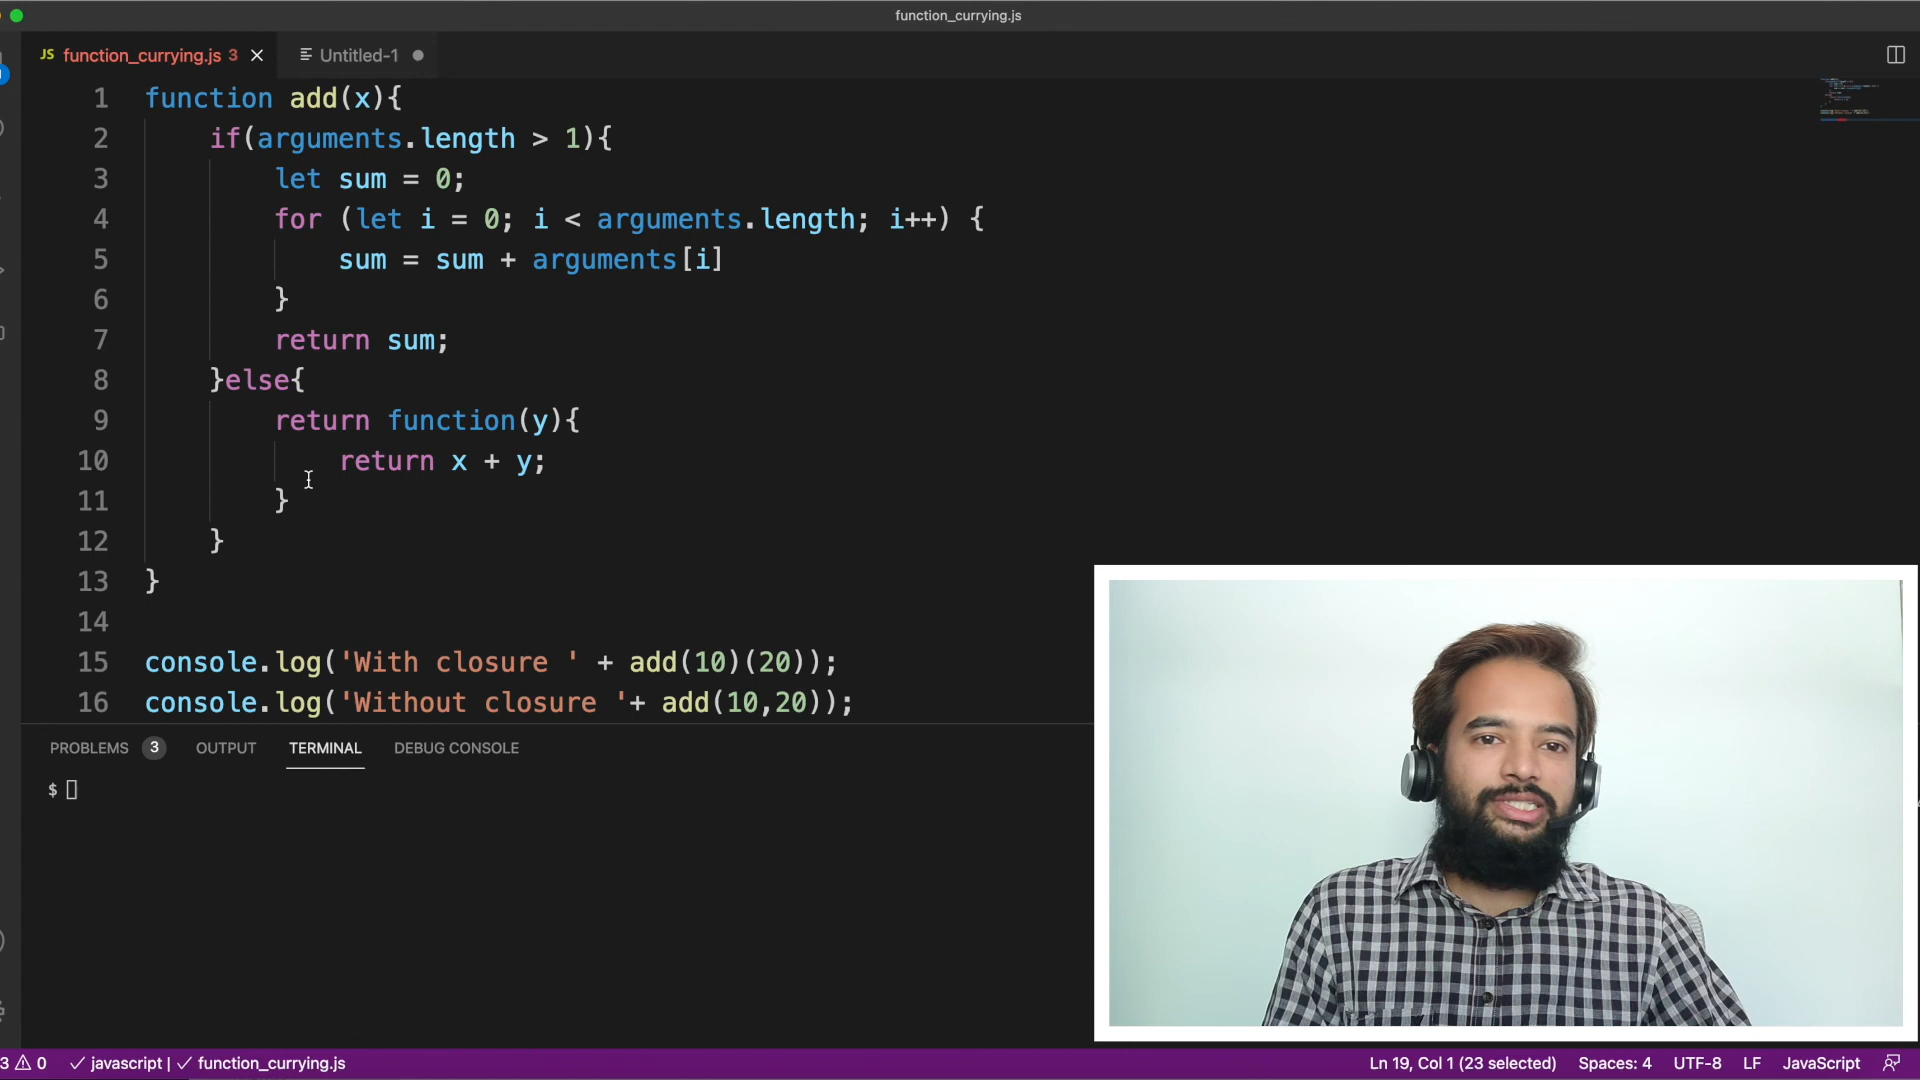 function_currying.js
JS function_currying.js 3
Untitled-1
1 function add(x){
2 if(arguments.length > 1){
3 let sum = 0;
4 for (let i = 0; i < arguments.length; i++) {
5 sum = sum + arguments[i]
6 }
7 return sum;
8 }else{
9 return function(y){
10 return x + y;
11 }
12 }
13 }
14
15 console.log('With closure ' + add(10)(20));
16 console.log('Without closure '+ add(10,20));
PROBLEMS 3 OUTPUT TERMINAL DEBUG CONSOLE
$
3 0 javascript | function_currying.js Ln 19, Col 1 (23 selected) Spaces: 4 UTF-8 LF JavaScript